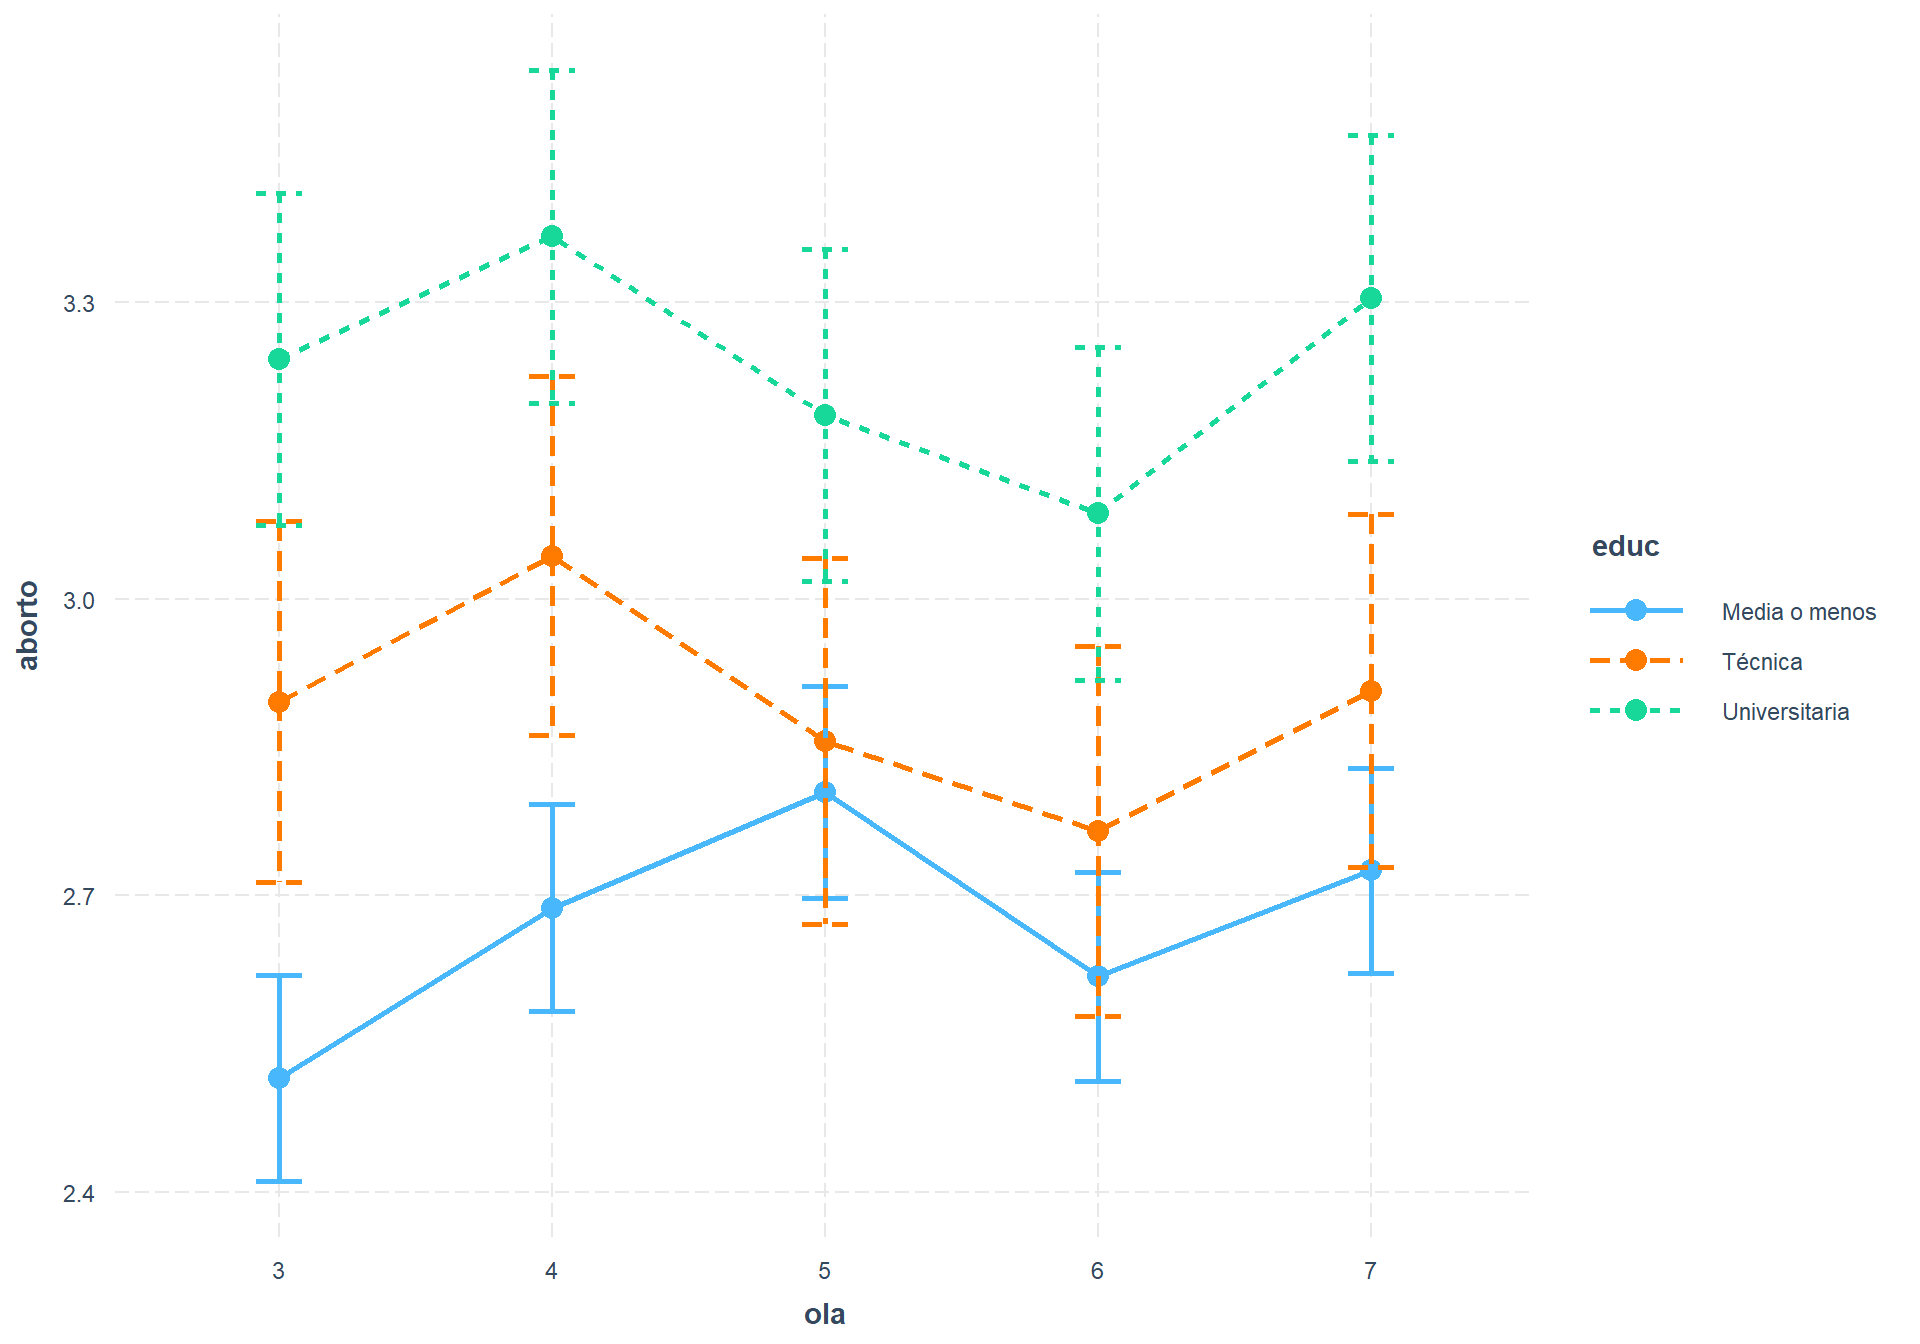 aborto
3.3
3.0
2.7
2.4
3 4 5 6 7
ola
educ
Media o menos
Técnica
Universitaria